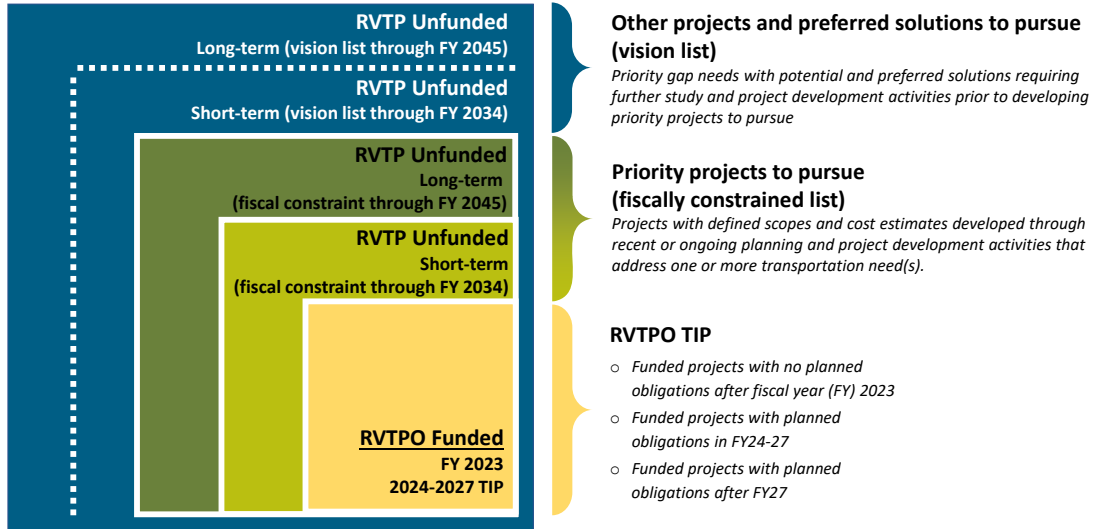 RVTP Unfunded
Long-term (vision list through FY 2045)
RVTP Unfunded
Short-term (vision list through FY 2034)
RVTP Unfunded
Long-term
(fiscal constraint through FY 2045)
RVTP Unfunded
Short-term
(fiscal constraint through FY 2034)
RVTPO Funded
FY 2023
2024-2027 TIP
Other projects and preferred solutions to pursue
(vision list)
Priority gap needs with potential and preferred solutions requiring
further study and project development activities prior to developing
priority projects to pursue
Priority projects to pursue
(fiscally constrained list)
Projects with defined scopes and cost estimates developed through
recent or ongoing planning and project development activities that
address one or more transportation need(s).
RVTPO TIP
o Funded projects with no planned
obligations after fiscal year (FY) 2023
o Funded projects with planned
obligations in FY24-27
o Funded projects with planned
obligations after FY27